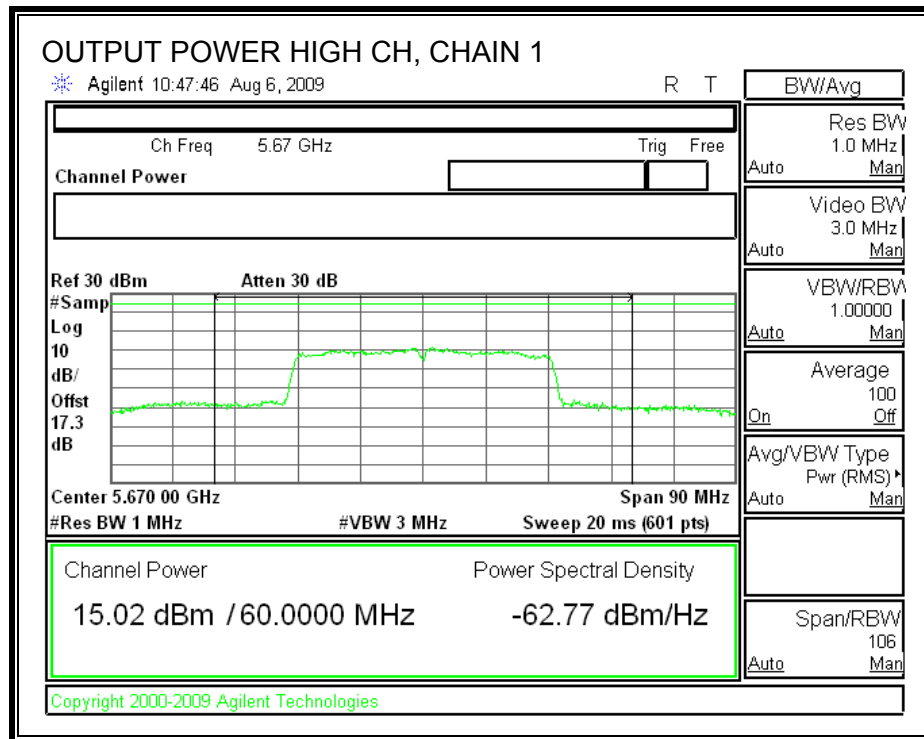 OUTPUT POWER HIGH CH, CHAIN 1
Agilent 10:47:46 Aug 6, 2009
R T
Ch Freq 5.67 GHz
Trig Free
Channel Power
Ref 30 dBm
Atten 30 dB
#Samp
Log
10
dB/
Offst
17.3
dB
Center 5.670 00 GHz
Span 90 MHz
#Res BW 1 MHz
#VBW 3 MHz
Sweep 20 ms (601 pts)
Channel Power
Power Spectral Density
15.02 dBm / 60.0000 MHz
-62.77 dBm/Hz
Copyright 2000-2009 Agilent Technologies
BW/Avg
Res BW
1.0 MHz
Auto Man
Video BW
3.0 MHz
Auto Man
VBW/RBW
1.00000
Auto Man
Average
100
On Off
Avg/VBW Type
Pwr (RMS)
Auto Man
Span/RBW
106
Auto Man